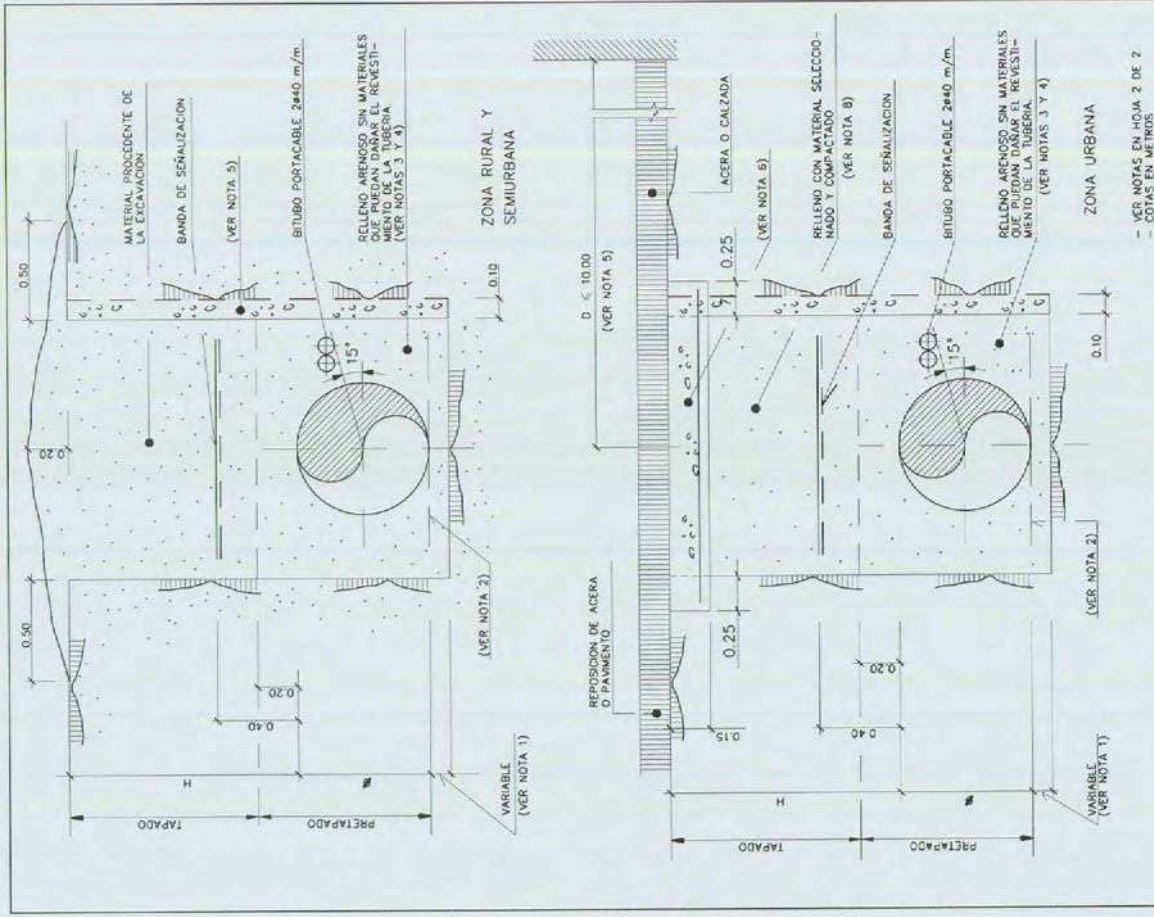 0.50
0.50
0.20
MATERIAL PROCEDENTE DE
LA EXCAVACION
BANDA DE SEÑALIZACION
(VER NOTA 5)
BITUBO PORTACABLE 2ø40 m/m.
RELLENO ARENOSO SIN MATERIALES
QUE PUEDAN DAÑAR EL REVESTI-
MIENTO DE LA TUBERIA.
(VER NOTAS 3 Y 4)
15°
0.10
ZONA RURAL Y
SEMIURBANA
(VER NOTA 2)
0.20
0.40
H
ø
TAPADO
PRETAPADO
VARIABLE
(VER NOTA 1)
D ≤ 10.00
(VER NOTA 5)
REPOSICION DE ACERA
O PAVIMENTO
ACERA O CALZADA
(VER NOTA 6)
0.25
0.25
RELLENO CON MATERIAL SELECCIO-
NADO Y COMPACTADO
(VER NOTA 8)
BANDA DE SEÑALIZACION
BITUBO PORTACABLE 2ø40 m/m.
RELLENO ARENOSO SIN MATERIALES
QUE PUEDAN DAÑAR EL REVESTI-
MIENTO DE LA TUBERIA.
(VER NOTAS 3 Y 4)
15°
0.10
0.15
0.20
0.40
H
ø
TAPADO
PRETAPADO
VARIABLE
(VER NOTA 1)
(VER NOTA 2)
ZONA URBANA
- VER NOTAS EN HOJA 2 DE 2
- COTAS EN METROS